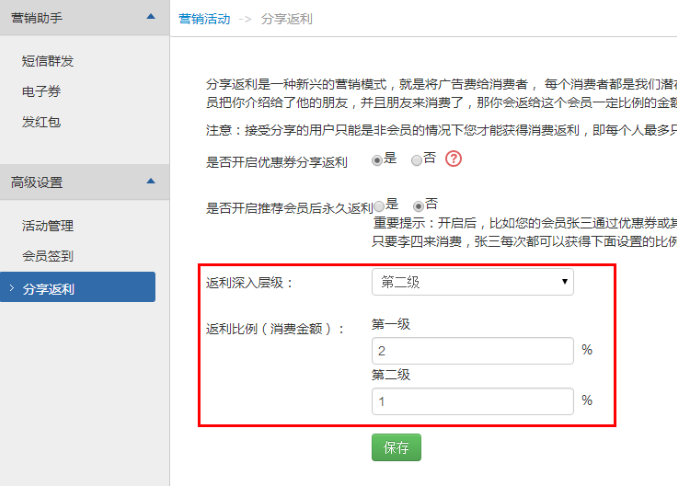 营销助手
短信群发
电子券
发红包
高级设置
活动管理
会员签到
分享返利
营销活动 -> 分享返利
分享返利是一种新兴的营销模式，就是将广告费给消费者， 每个消费者都是我们潜
员把你介绍给了他的朋友，并且朋友来消费了，那你会返给这个会员一定比例的金额
注意：接受分享的用户只能是非会员的情况下您才能获得消费返利，即每个人最多只
是否开启优惠券分享返利 是 否 ?
是否开启推荐会员后永久返利 是 否
重要提示：开启后，比如您的会员张三通过优惠券或
只要李四来消费，张三每次都可以获得下面设置的比例
返利深入层级： 第二级
返利比例（消费金额）： 第一级
2 %
第二级
1 %
保存